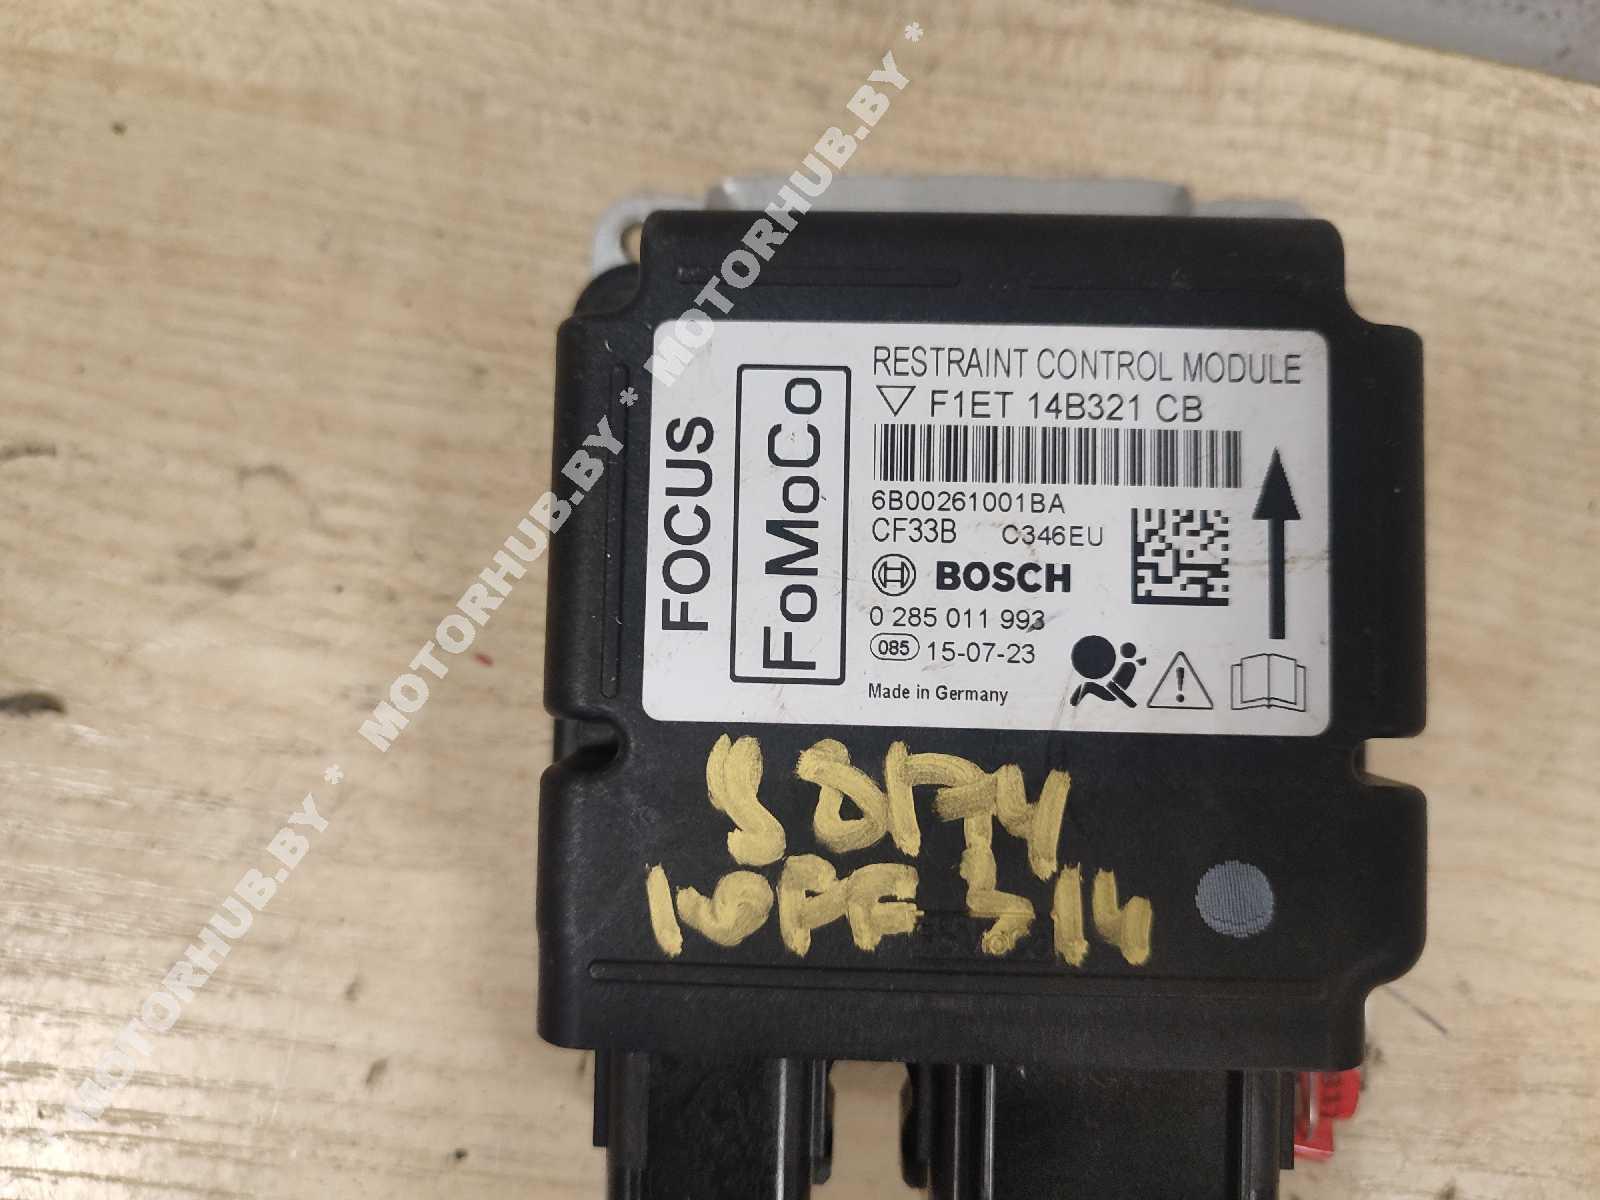 RESTRAINT CONTROL MODULE
F1ET 14B321 CB
6B00261001BA
CF33B C346EU
BOSCH
0 285 011 993
085 15-07-23
Made in Germany
FOCUS
FoMoCo
MOTORHUB.BY * MOTORHUB.BY * MOTORHUB.BY * MOTORHUB.BY *